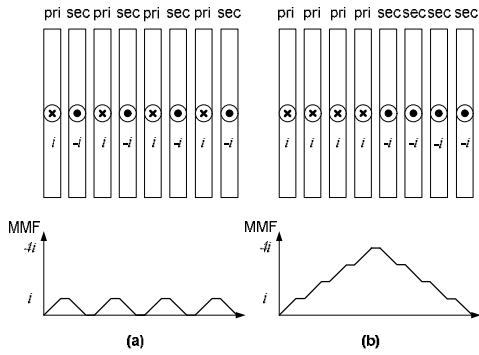 pri sec pri sec pri sec pri sec
pri pri pri pri sec sec sec sec
i -i i -i i -i i -i
i i i i -i -i -i -i
MMF
-4i
i
MMF
-4i
i
(a)
(b)